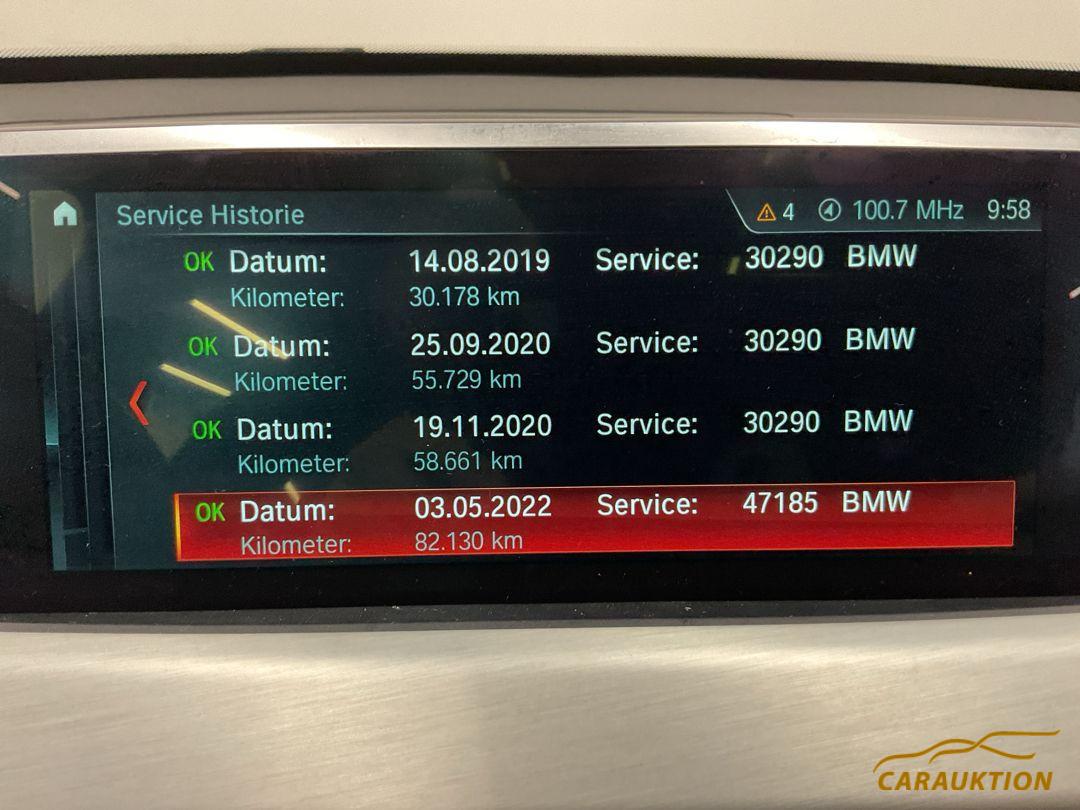 Service Historie 4 100.7 MHz 9:58
OK Datum: 14.08.2019 Service: 30290 BMW
Kilometer: 30.178 km
OK Datum: 25.09.2020 Service: 30290 BMW
Kilometer: 55.729 km
OK Datum: 19.11.2020 Service: 30290 BMW
Kilometer: 58.661 km
OK Datum: 03.05.2022 Service: 47185 BMW
Kilometer: 82.130 km
CARAUKTION